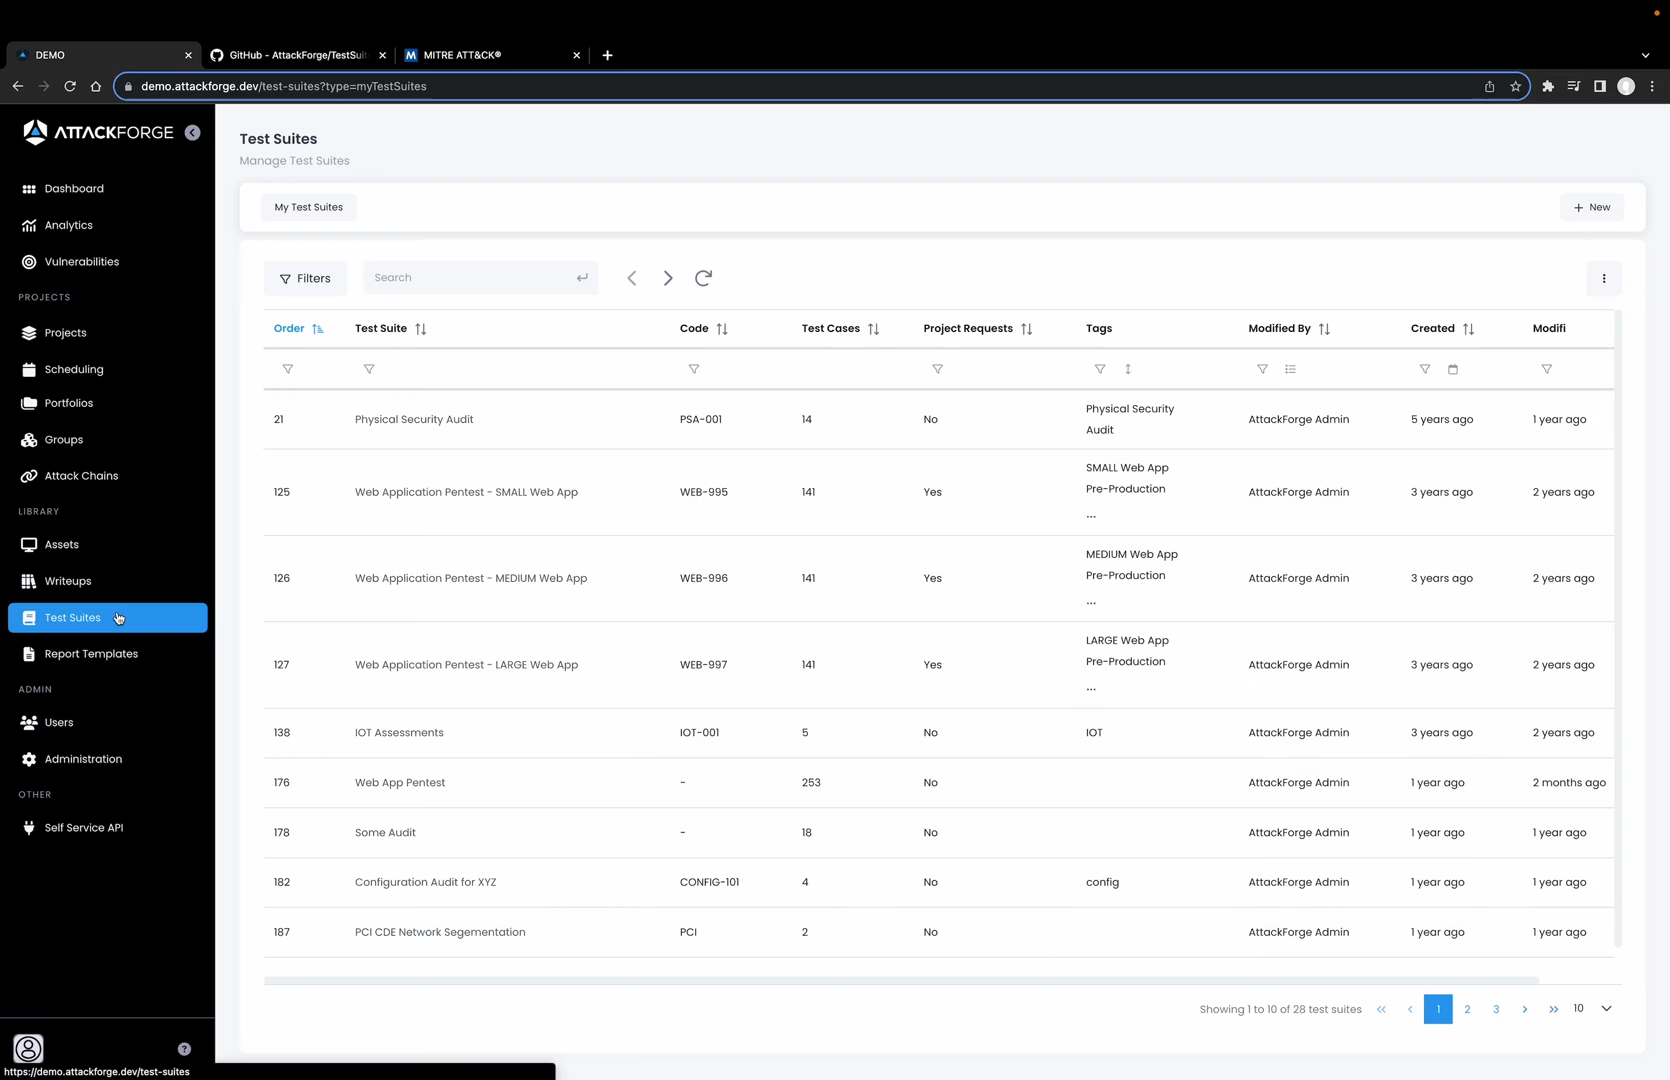 DEMO
GitHub - AttackForge/TestSuit
MITRE ATT&CK®
demo.attackforge.dev/test-suites?type=myTestSuites
ATTACKFORGE
Dashboard
Analytics
Vulnerabilities
PROJECTS
Projects
Scheduling
Portfolios
Groups
Attack Chains
LIBRARY
Assets
Writeups
Test Suites
Report Templates
ADMIN
Users
Administration
OTHER
Self Service API
https://demo.attackforge.dev/test-suites
Test Suites
Manage Test Suites
My Test Suites
+ New
Filters
Search
Order Test Suite Code Test Cases Project Requests Tags Modified By Created Modifi
21 Physical Security Audit PSA-001 14 No Physical Security Audit AttackForge Admin 5 years ago 1 year ago
125 Web Application Pentest - SMALL Web App WEB-995 141 Yes SMALL Web App Pre-Production ... AttackForge Admin 3 years ago 2 years ago
126 Web Application Pentest - MEDIUM Web App WEB-996 141 Yes MEDIUM Web App Pre-Production ... AttackForge Admin 3 years ago 2 years ago
127 Web Application Pentest - LARGE Web App WEB-997 141 Yes LARGE Web App Pre-Production ... AttackForge Admin 3 years ago 2 years ago
138 IOT Assessments IOT-001 5 No IOT AttackForge Admin 3 years ago 2 years ago
176 Web App Pentest - 253 No AttackForge Admin 1 year ago 2 months ago
178 Some Audit - 18 No AttackForge Admin 1 year ago 1 year ago
182 Configuration Audit for XYZ CONFIG-101 4 No config AttackForge Admin 1 year ago 1 year ago
187 PCI CDE Network Segementation PCI 2 No AttackForge Admin 1 year ago 1 year ago
Showing 1 to 10 of 28 test suites « ‹ 1 2 3 › » 10